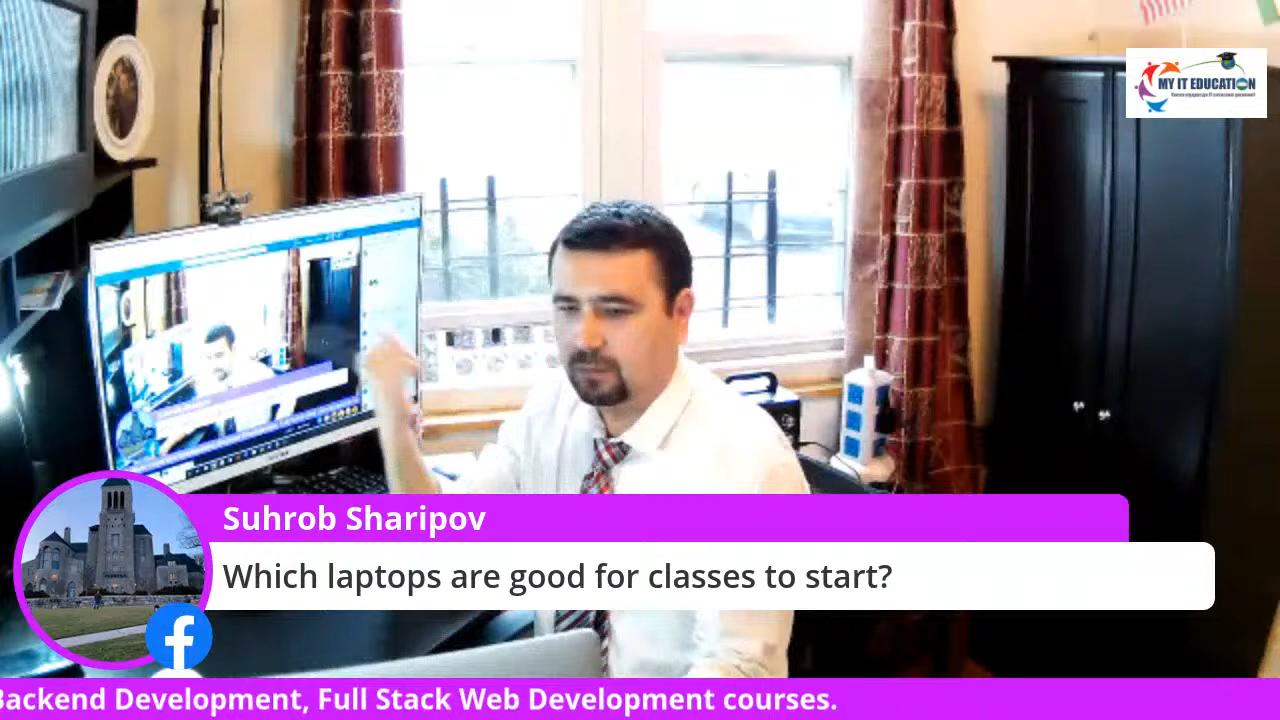 MY IT EDUCATION
Suhrob Sharipov
Which laptops are good for classes to start?
Backend Development, Full Stack Web Development courses.